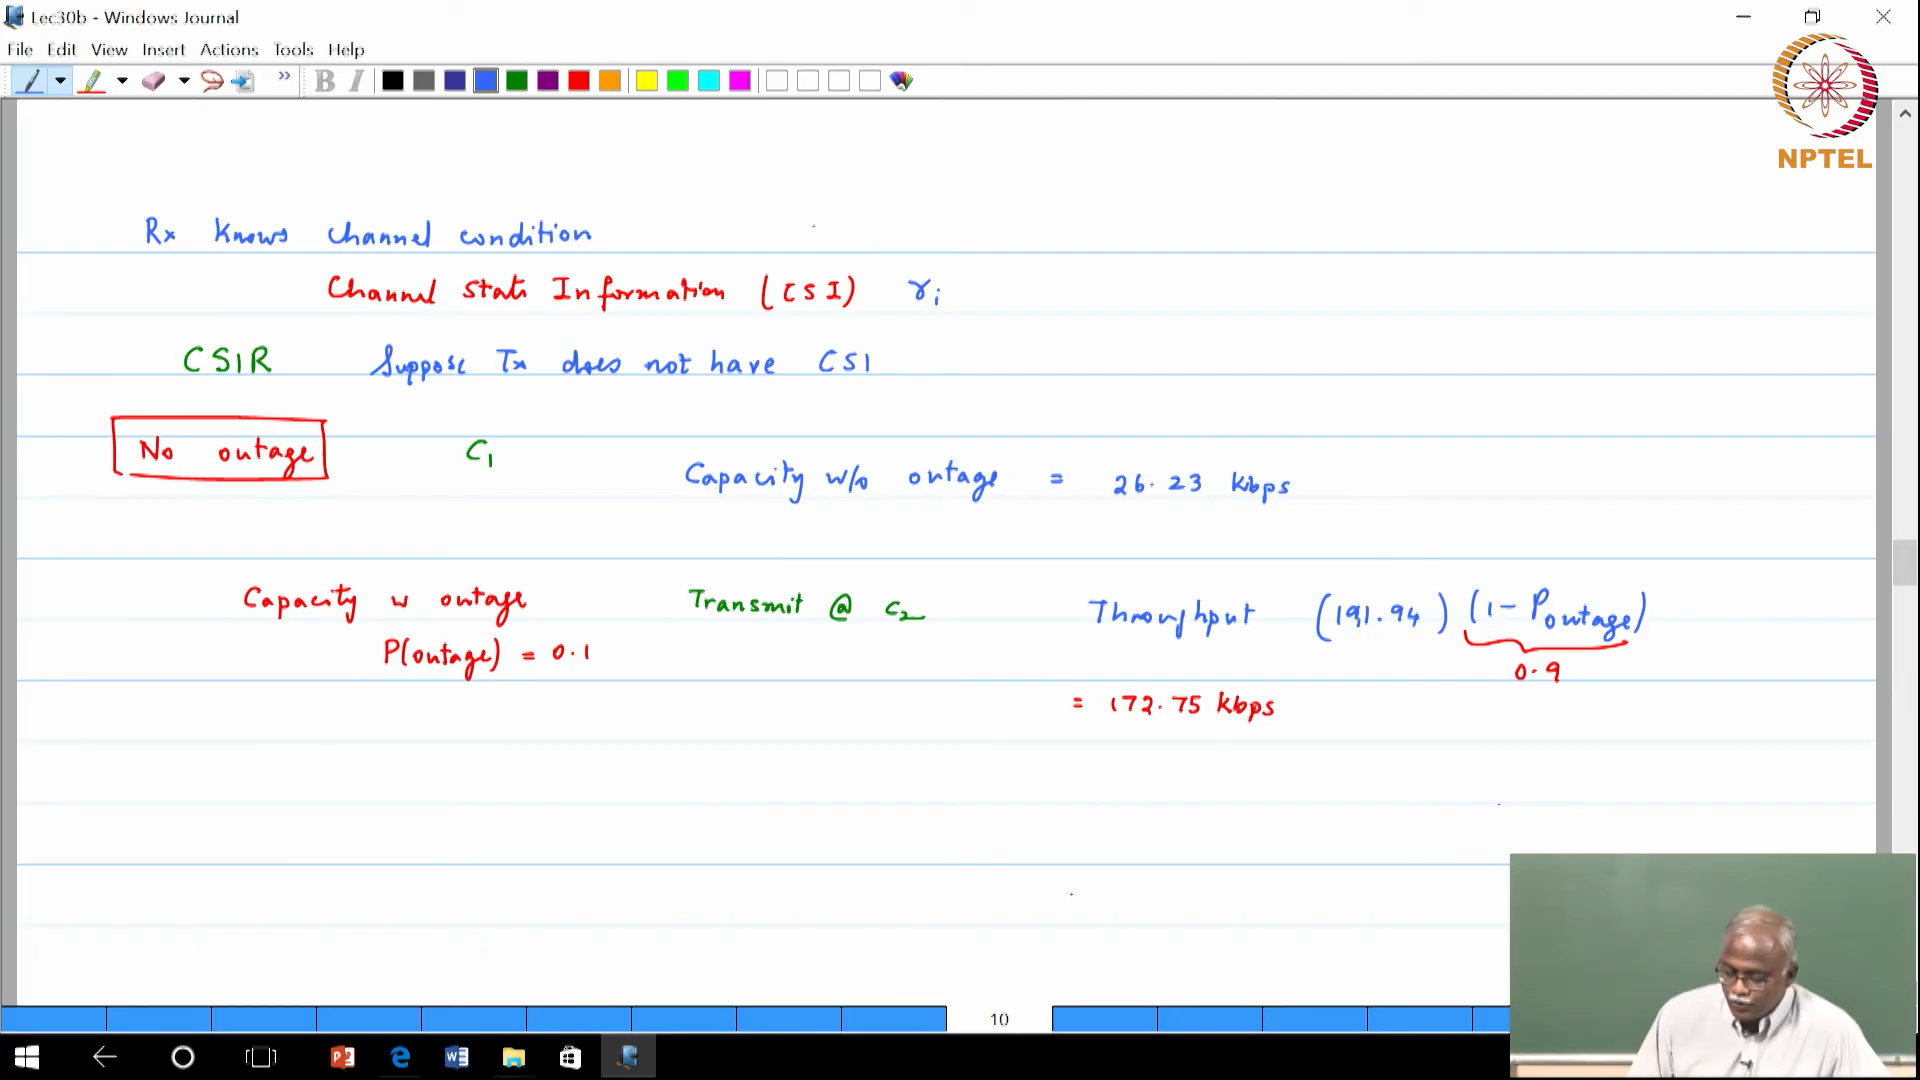 Lec30b - Windows Journal
File Edit View Insert Actions Tools Help
B I
NPTEL
Rx knows channel condition
Channel State Information (CSI) γi
CSIR Suppose Tx does not have CSI
No outage C1
Capacity w/o outage = 26.23 kbps
Capacity w outage Transmit @ C2 Throughput (191.94) (1 - Poutage)
P(outage) = 0.1
0.9
= 172.75 kbps
10